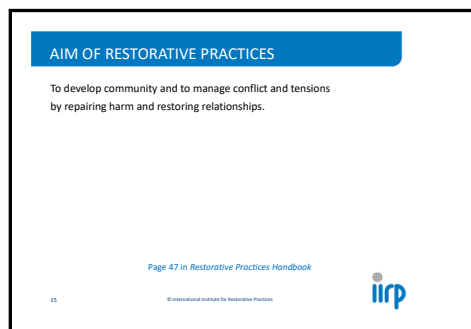 AIM OF RESTORATIVE PRACTICES
To develop community and to manage conflict and tensions
by repairing harm and restoring relationships.
Page 47 in Restorative Practices Handbook
15
© International Institute for Restorative Practices
iirp